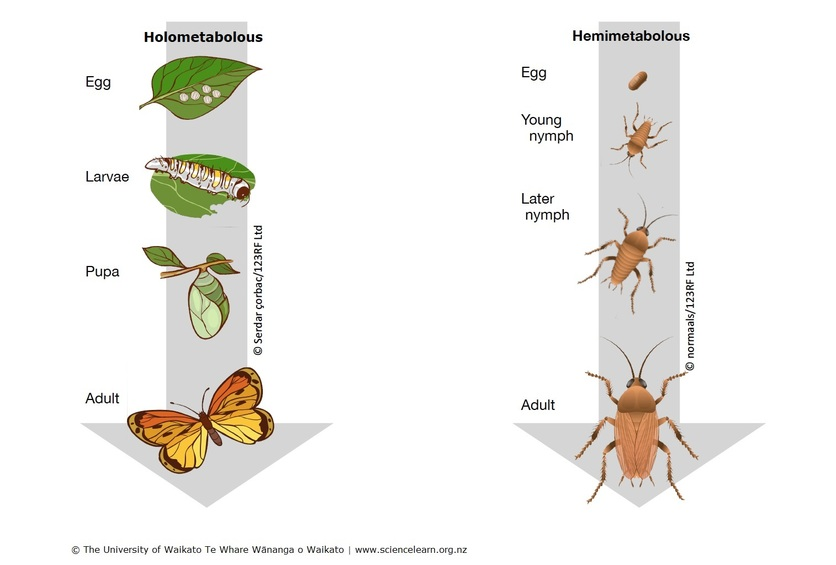 Holometabolous
Egg
Larvae
Pupa
Adult
© Serdar çorbac/123RF Ltd
Hemimetabolous
Egg
Young
nymph
Later
nymph
Adult
© normaals/123RF Ltd
© The University of Waikato Te Whare Wānanga o Waikato | www.sciencelearn.org.nz